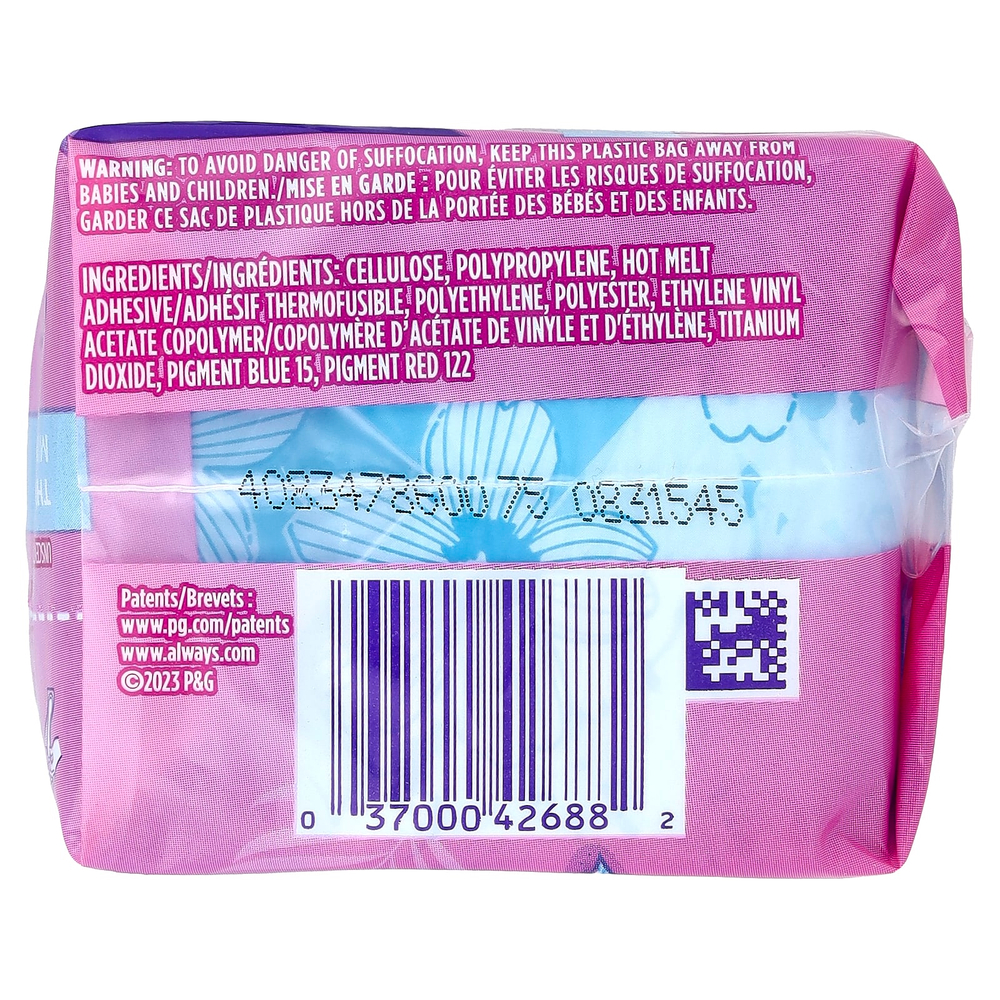 WARNING: TO AVOID DANGER OF SUFFOCATION, KEEP THIS PLASTIC BAG AWAY FROM
BABIES AND CHILDREN./MISE EN GARDE : POUR ÉVITER LES RISQUES DE SUFFOCATION,
GARDER CE SAC DE PLASTIQUE HORS DE LA PORTÉE DES BÉBÉS ET DES ENFANTS.
INGREDIENTS/INGRÉDIENTS: CELLULOSE, POLYPROPYLENE, HOT MELT
ADHESIVE/ADHÉSIF THERMOFUSIBLE, POLYETHYLENE, POLYESTER, ETHYLENE VINYL
ACETATE COPOLYMER/COPOLYMÈRE D'ACÉTATE DE VINYLE ET D'ÉTHYLÈNE, TITANIUM
DIOXIDE, PIGMENT BLUE 15, PIGMENT RED 122
4083478600 75 0831545
Patents/Brevets :
www.pg.com/patents
www.always.com
©2023 P&G
0 37000 42688 2